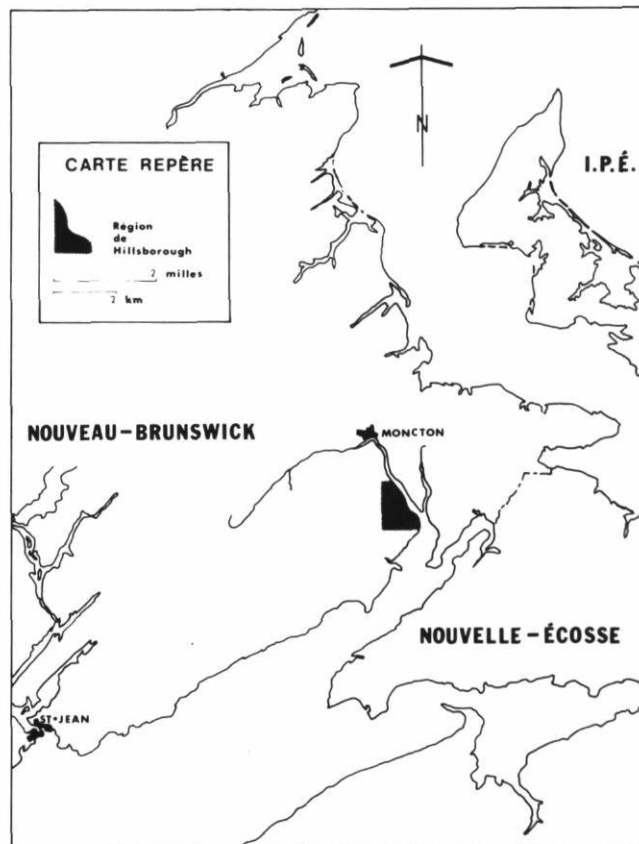 N
I.P.É.
CARTE REPÈRE
Région
de
Hillsborough
2 milles
2 km
NOUVEAU-BRUNSWICK
MONCTON
NOUVELLE-ÉCOSSE
ST-JEAN